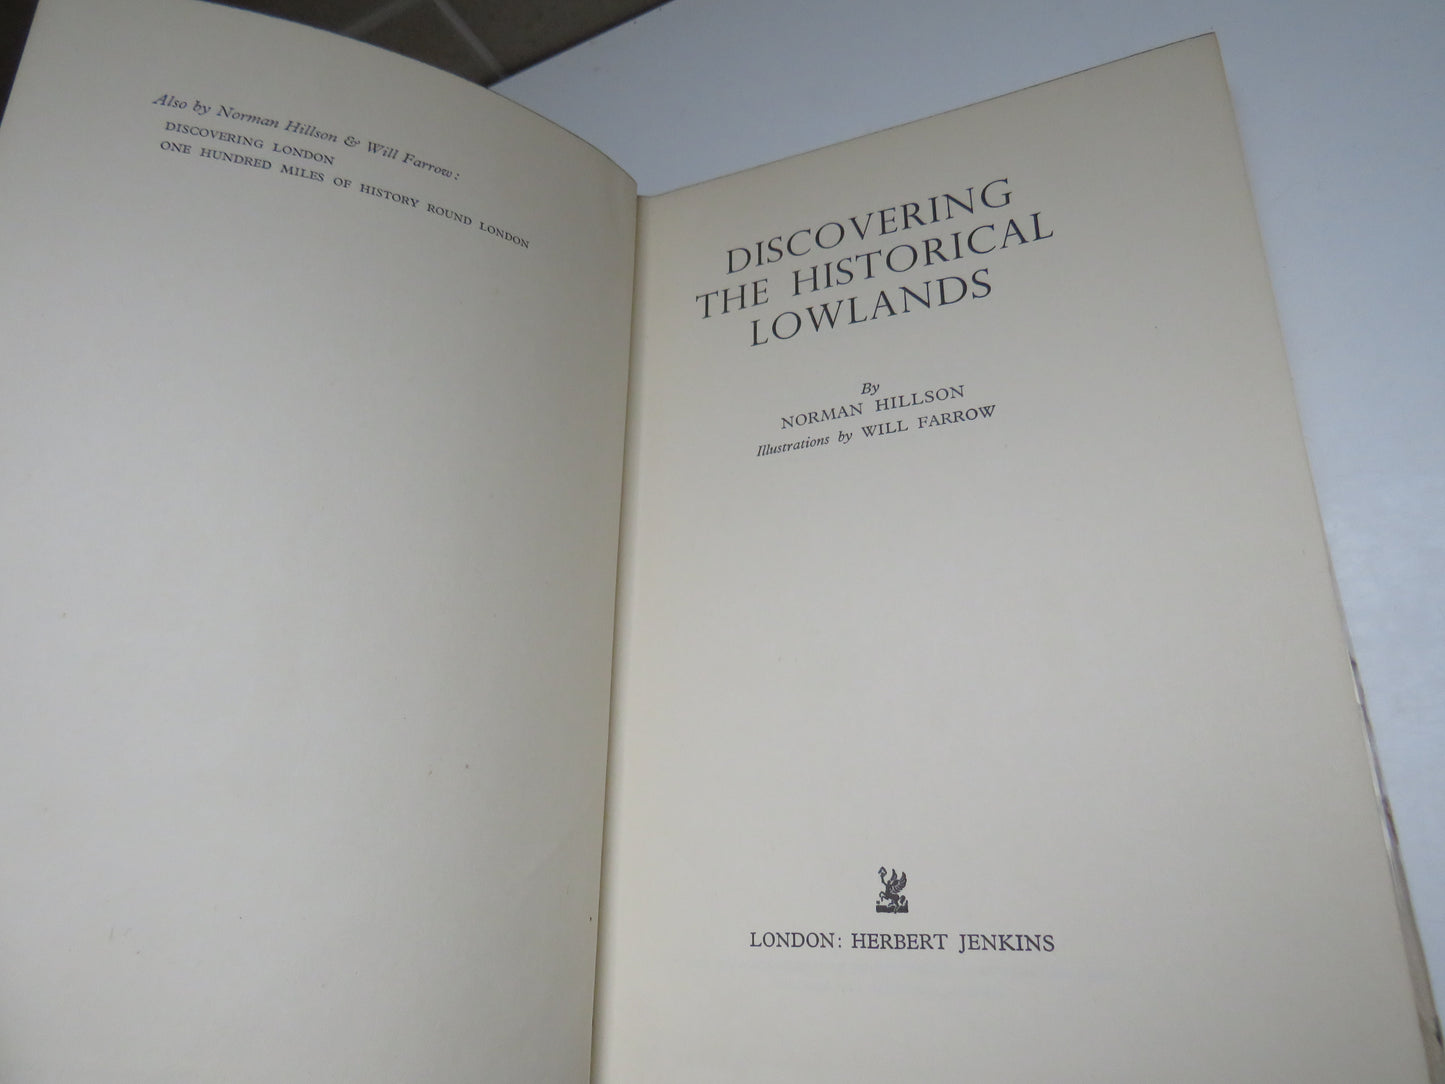 Also by Norman Hillson & Will Farrow:
DISCOVERING LONDON
ONE HUNDRED MILES OF HISTORY ROUND LONDON
DISCOVERING
THE HISTORICAL
LOWLANDS
By
NORMAN HILLSON
Illustrations by WILL FARROW
LONDON: HERBERT JENKINS